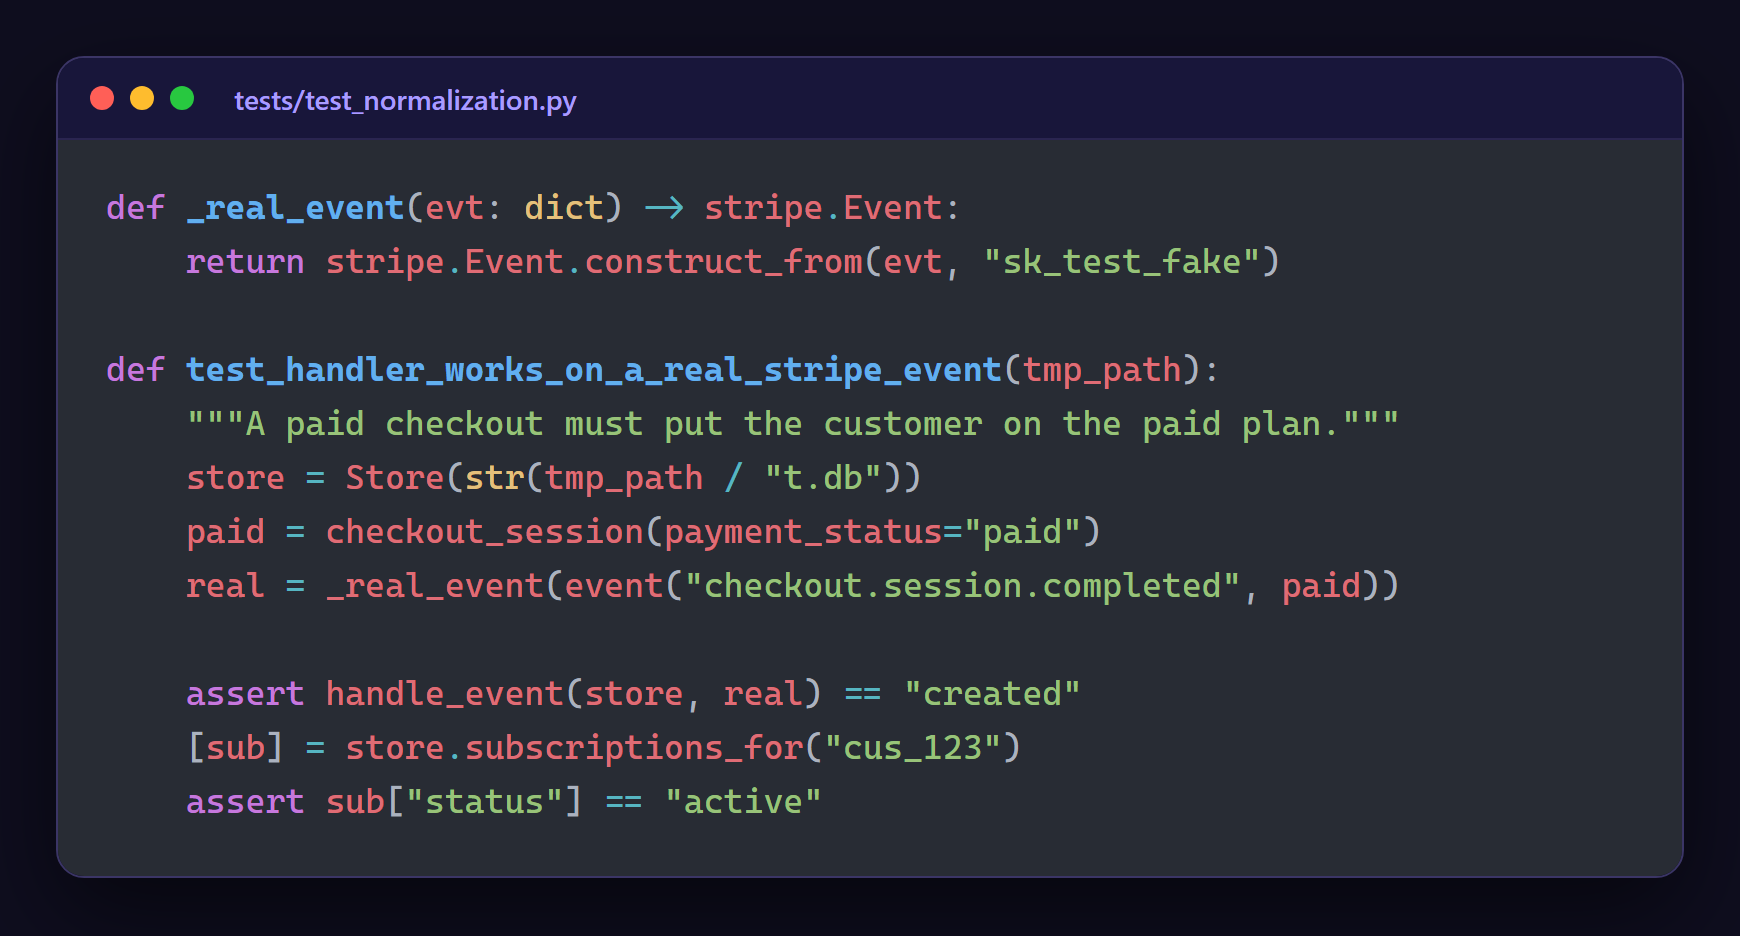 tests/test_normalization.py
def _real_event(evt: dict) -> stripe.Event:
    return stripe.Event.construct_from(evt, "sk_test_fake")
def test_handler_works_on_a_real_stripe_event(tmp_path):
    """A paid checkout must put the customer on the paid plan."""
    store = Store(str(tmp_path / "t.db"))
    paid = checkout_session(payment_status="paid")
    real = _real_event(event("checkout.session.completed", paid))
    assert handle_event(store, real) == "created"
    [sub] = store.subscriptions_for("cus_123")
    assert sub["status"] == "active"